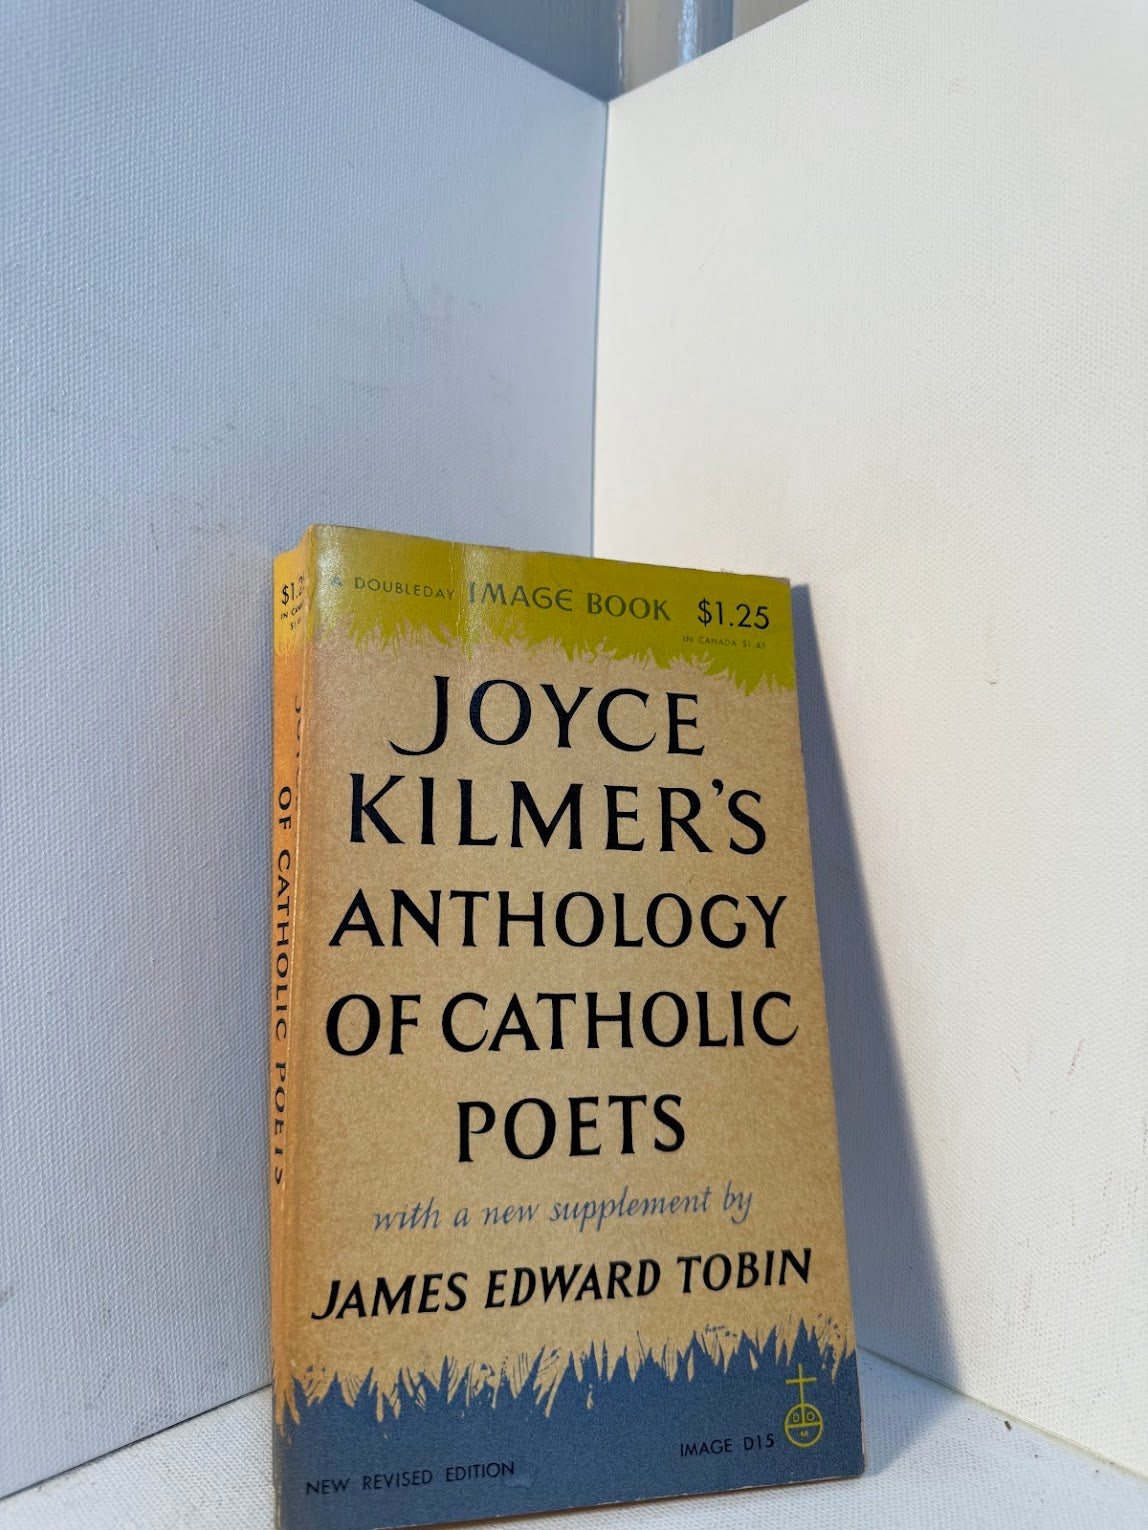 A DOUBLEDAY IMAGE BOOK $1.25
IN CANADA $1.45
JOYCE
KILMER'S
ANTHOLOGY
OF CATHOLIC
POETS
with a new supplement by
JAMES EDWARD TOBIN
D O
M
IMAGE D15
NEW REVISED EDITION
OF CATHOLIC POETS